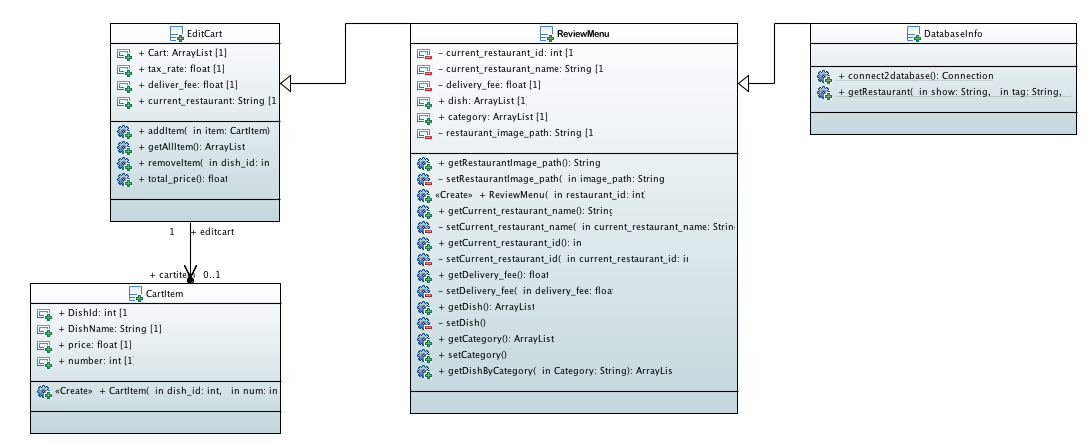 EditCart
+ Cart: ArrayList [1]
+ tax_rate: float [1]
+ deliver_fee: float [1]
+ current_restaurant: String [1
+ addItem( in item: CartItem)
+ getAllItem(): ArrayList
+ removeItem( in dish_id: in
+ total_price(): float
1 + editcart
+ cartitem 0..1
CartItem
+ DishId: int [1
+ DishName: String [1]
+ price: float [1]
+ number: int [1]
«Create» + CartItem( in dish_id: int, in num: in
ReviewMenu
– current_restaurant_id: int [1
– current_restaurant_name: String [1
– delivery_fee: float [1]
+ dish: ArrayList [1]
+ category: ArrayList [1]
– restaurant_image_path: String [1
+ getRestaurantImage_path(): String
– setRestaurantImage_path( in image_path: String
«Create» + ReviewMenu( in restaurant_id: int)
+ getCurrent_restaurant_name(): String
– setCurrent_restaurant_name( in current_restaurant_name: Strin
+ getCurrent_restaurant_id(): in
– setCurrent_restaurant_id( in current_restaurant_id: in
+ getDelivery_fee(): float
– setDelivery_fee( in delivery_fee: float
+ getDish(): ArrayList
– setDish()
+ getCategory(): ArrayList
+ setCategory()
+ getDishByCategory( in Category: String): ArrayLis
DatabaseInfo
+ connect2database(): Connection
+ getRestaurant( in show: String, in tag: String,